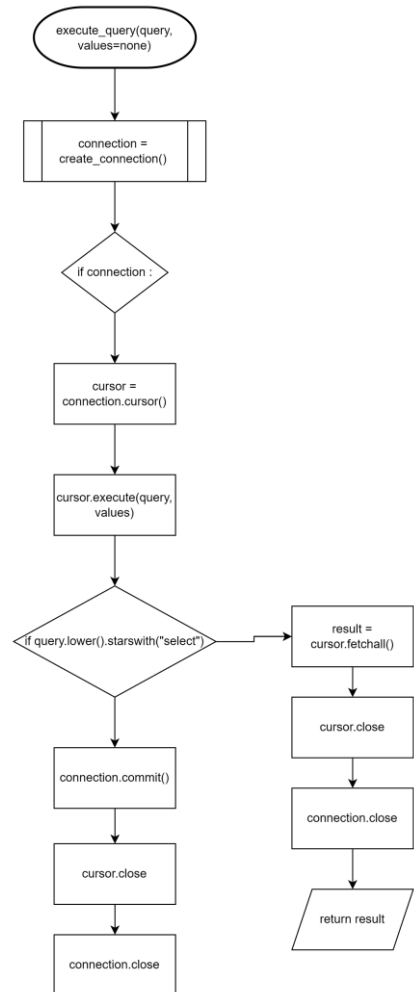 execute_query(query,
values=none)
connection =
create_connection()
if connection :
cursor =
connection.cursor()
cursor.execute(query,
values)
if query.lower().starswith("select")
result =
cursor.fetchall()
cursor.close
connection.close
return result
connection.commit()
cursor.close
connection.close